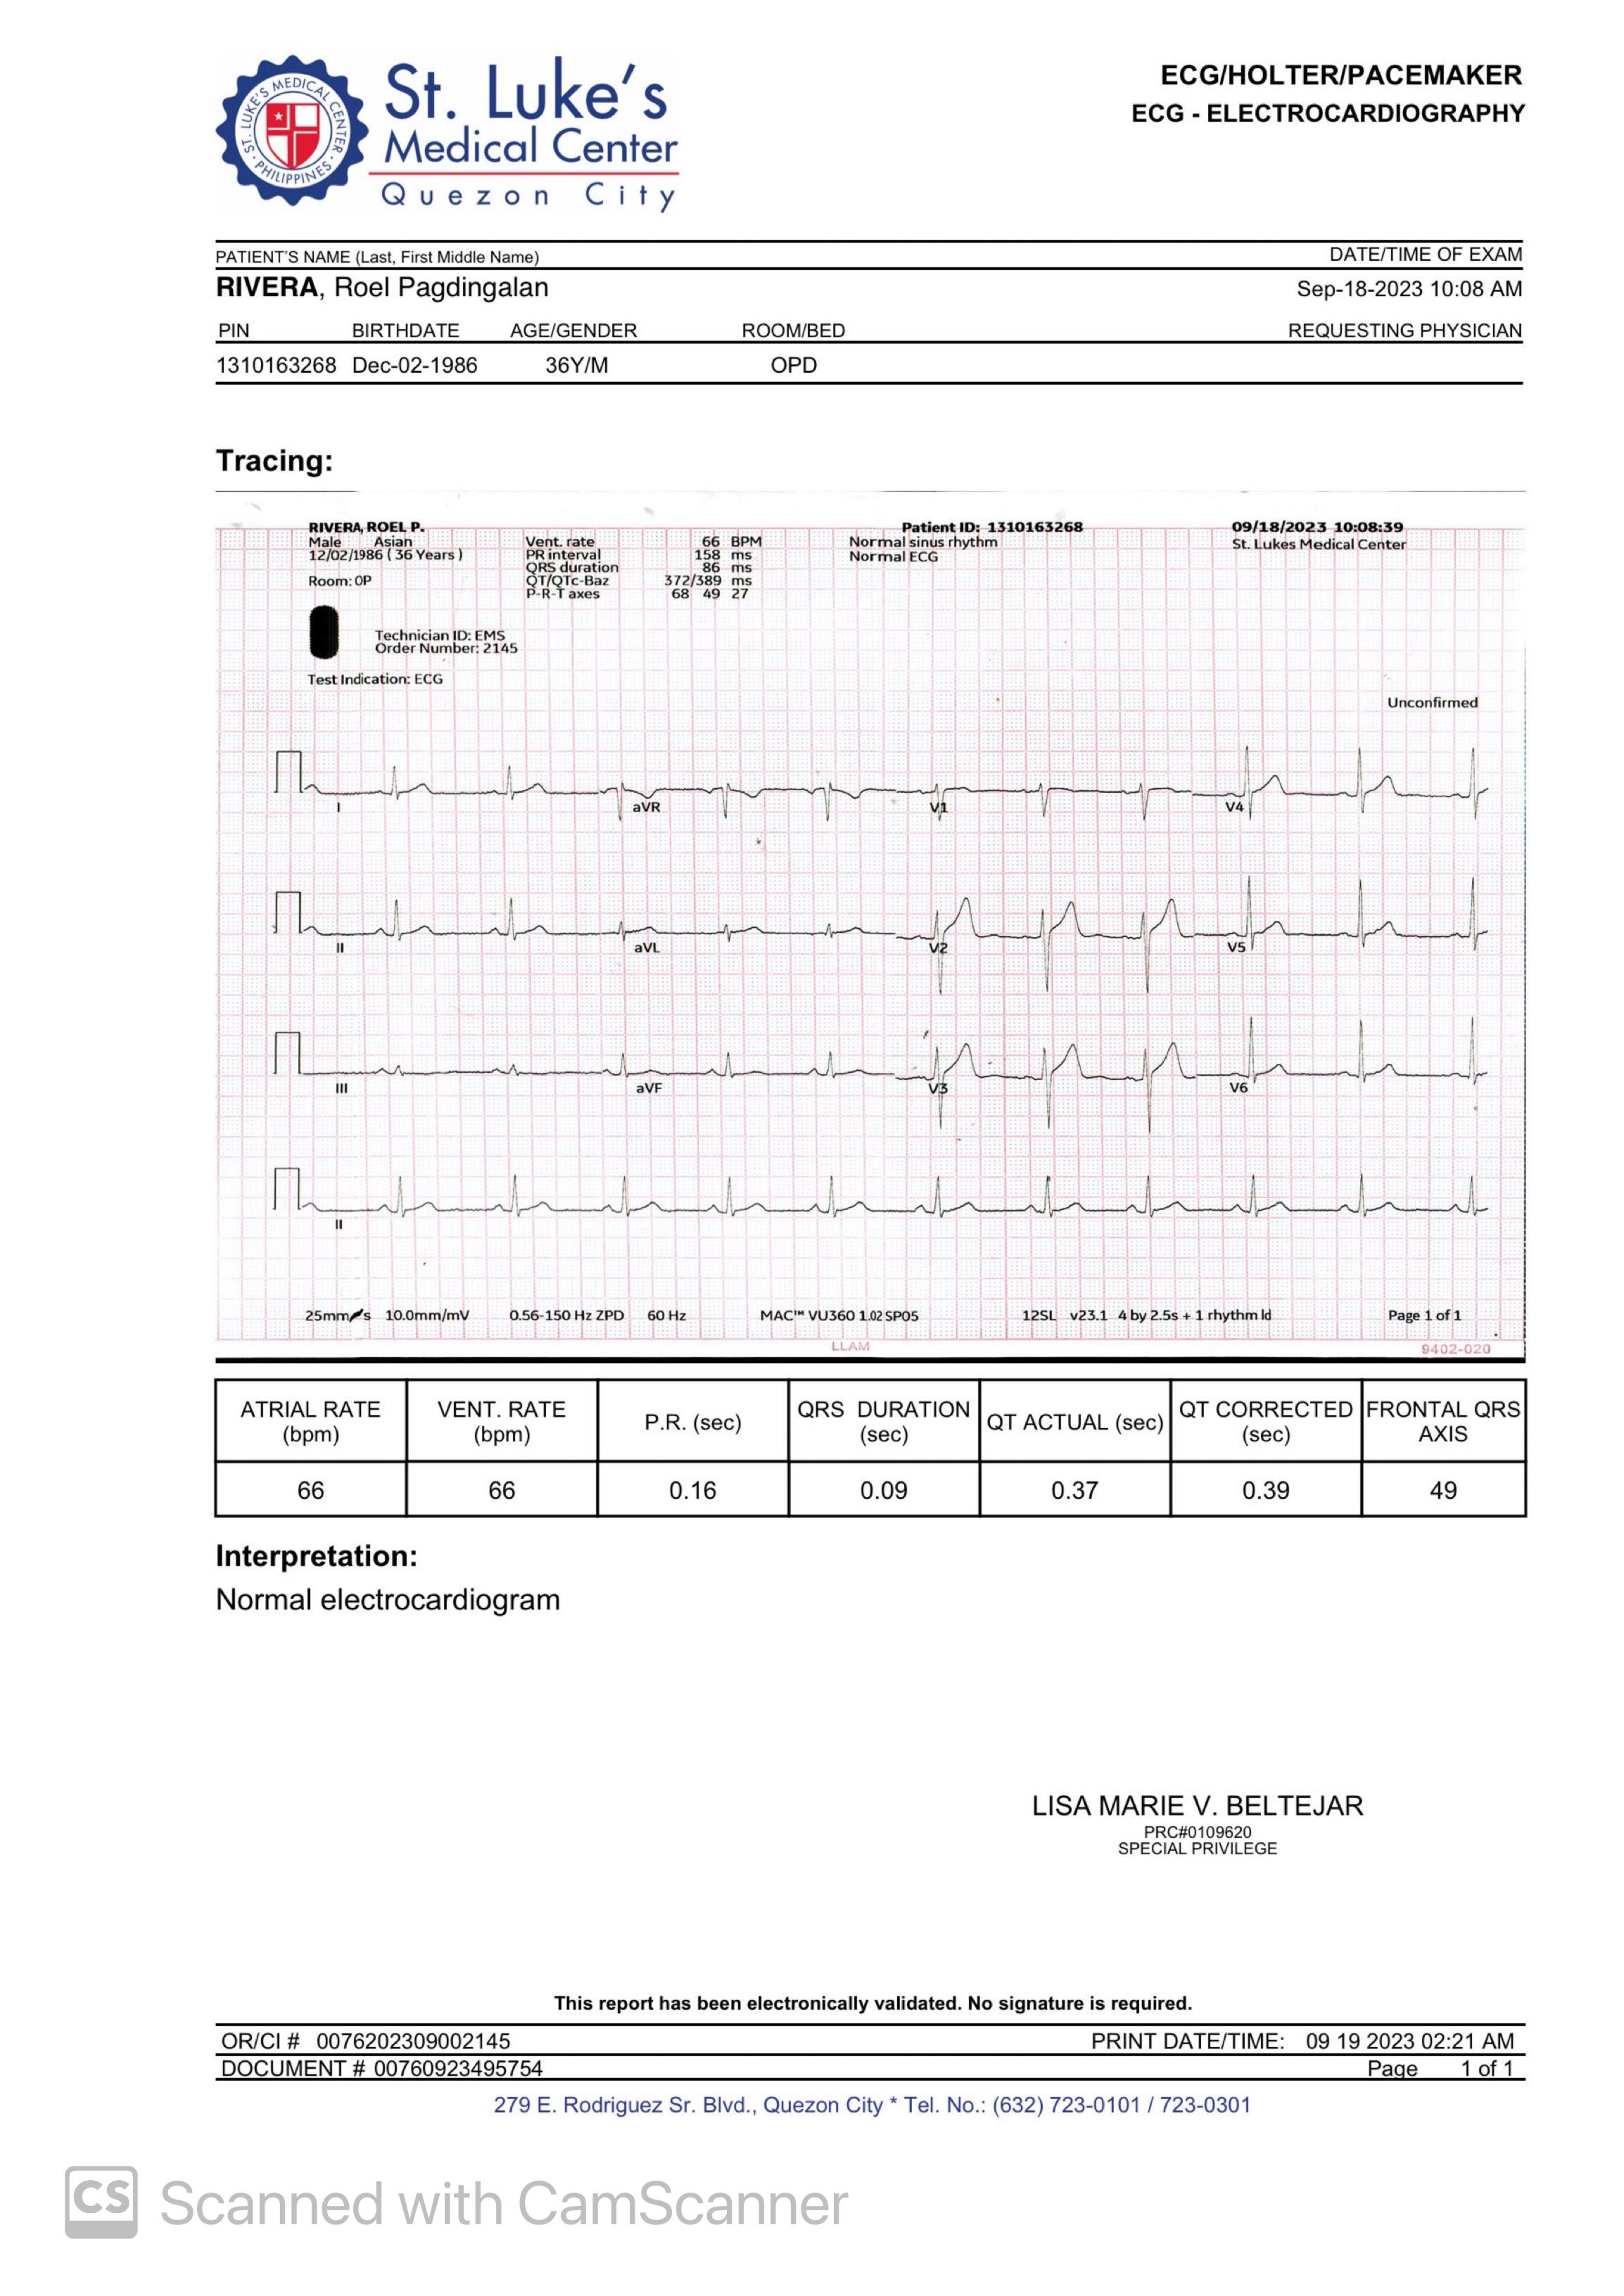 ST. LUKE'S MEDICAL CENTER · PHILIPPINES ·
St. Luke's
Medical Center
Quezon City
ECG/HOLTER/PACEMAKER
ECG - ELECTROCARDIOGRAPHY
PATIENT'S NAME (Last, First Middle Name) DATE/TIME OF EXAM
RIVERA, Roel Pagdingalan Sep-18-2023 10:08 AM
PIN BIRTHDATE AGE/GENDER ROOM/BED REQUESTING PHYSICIAN
1310163268 Dec-02-1986 36Y/M OPD
Tracing:
RIVERA, ROEL P. Patient ID: 1310163268 09/18/2023 10:08:39
Male Asian Vent. rate 66 BPM Normal sinus rhythm St. Lukes Medical Center
12/02/1986 ( 36 Years ) PR interval 158 ms Normal ECG
QRS duration 86 ms
Room: OP QT/QTc-Baz 372/389 ms
P-R-T axes 68 49 27
Technician ID: EMS
Order Number: 2145
Test Indication: ECG
Unconfirmed
I aVR V1 V4
II aVL V2 V5
III aVF V3 V6
II
25mm/s 10.0mm/mV 0.56-150 Hz ZPD 60 Hz MAC™ VU360 1.02 SP05 12SL v23.1 4 by 2.5s + 1 rhythm ld Page 1 of 1
LLAM 9402-020
ATRIAL RATE (bpm) VENT. RATE (bpm) P.R. (sec) QRS DURATION (sec) QT ACTUAL (sec) QT CORRECTED (sec) FRONTAL QRS AXIS
66 66 0.16 0.09 0.37 0.39 49
Interpretation:
Normal electrocardiogram
LISA MARIE V. BELTEJAR
PRC#0109620
SPECIAL PRIVILEGE
This report has been electronically validated. No signature is required.
OR/CI # 0076202309002145 PRINT DATE/TIME: 09 19 2023 02:21 AM
DOCUMENT # 00760923495754 Page 1 of 1
279 E. Rodriguez Sr. Blvd., Quezon City * Tel. No.: (632) 723-0101 / 723-0301
CS Scanned with CamScanner